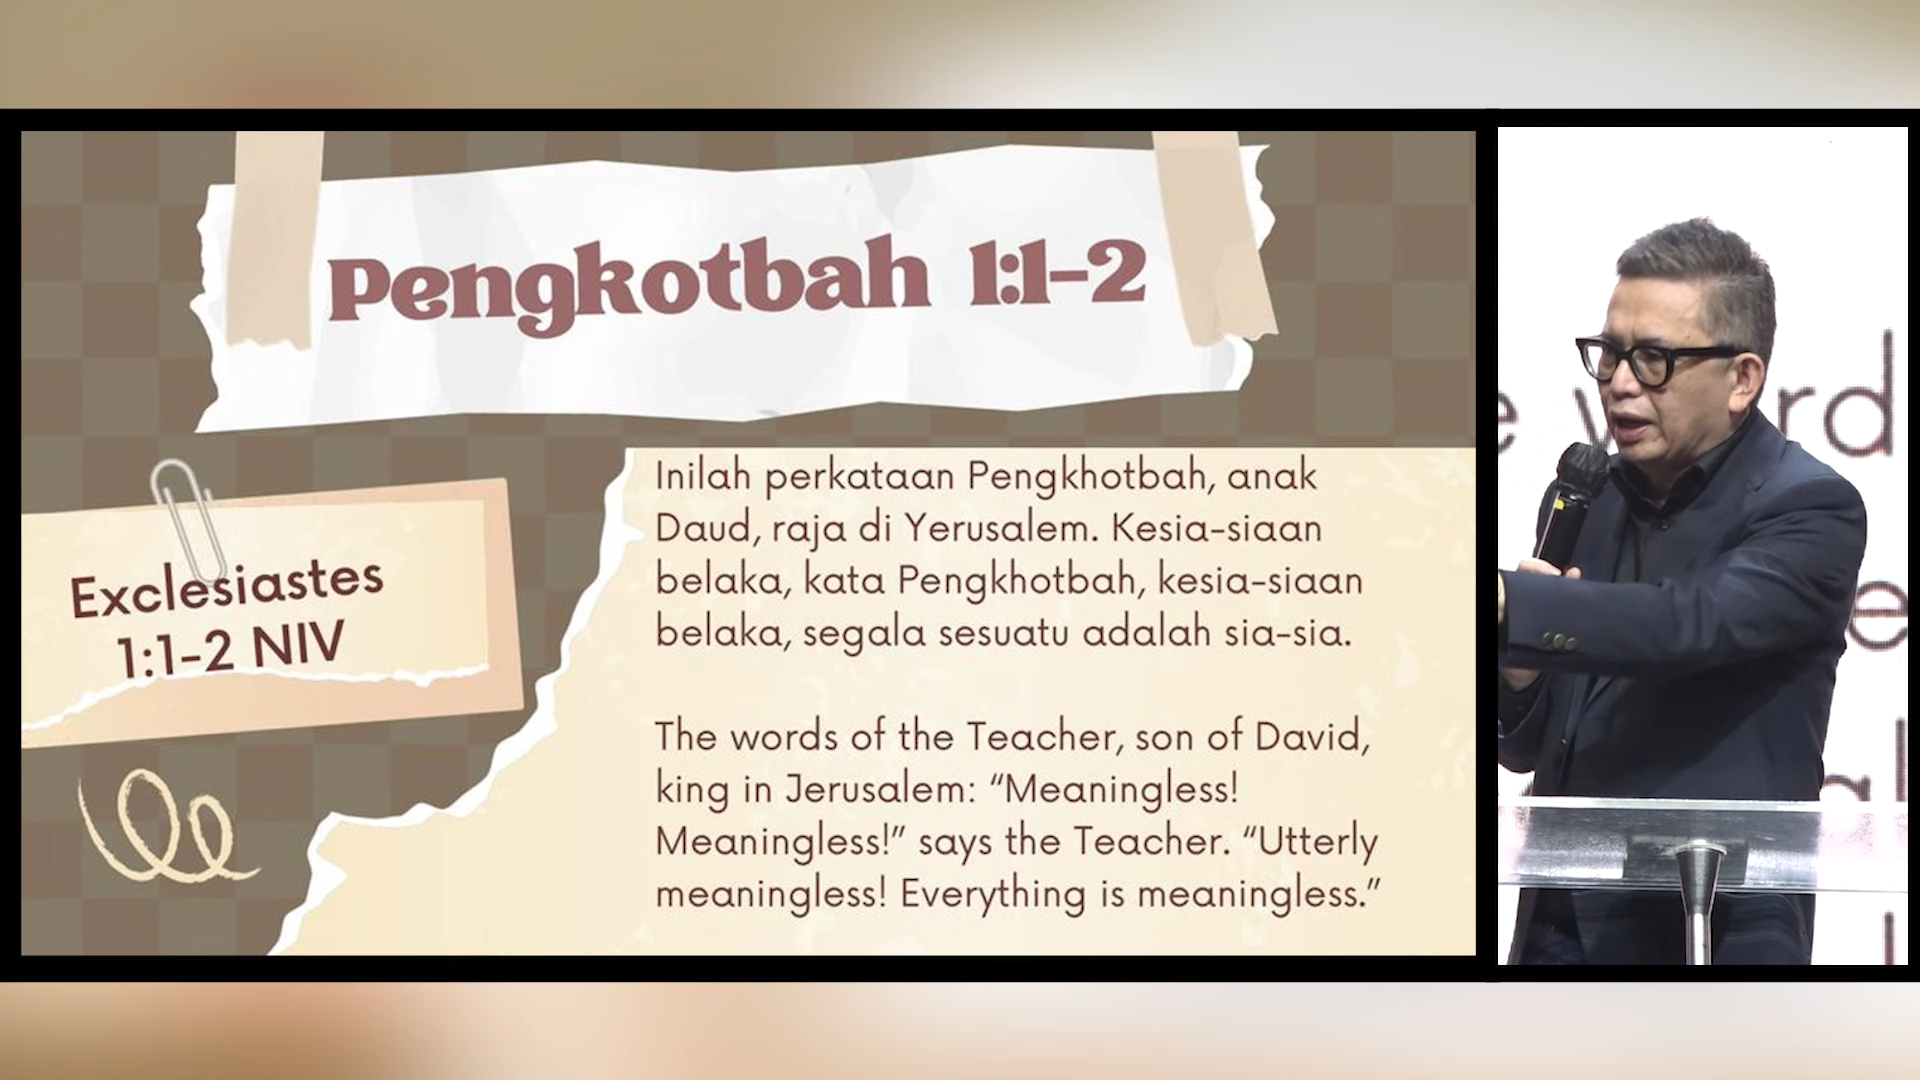 Pengkotbah 1:1-2
Exclesiastes
1:1-2 NIV
Inilah perkataan Pengkhotbah, anak
Daud, raja di Yerusalem. Kesia-siaan
belaka, kata Pengkhotbah, kesia-siaan
belaka, segala sesuatu adalah sia-sia.
The words of the Teacher, son of David,
king in Jerusalem: “Meaningless!
Meaningless!” says the Teacher. “Utterly
meaningless! Everything is meaningless.”